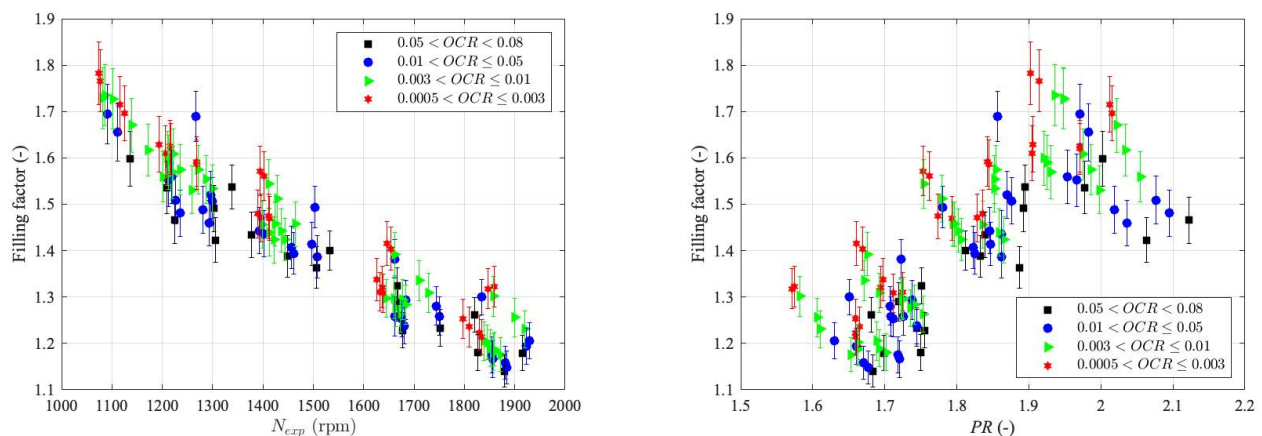 1.9
1.8
1.7
1.6
1.5
1.4
1.3
1.2
1.1
Filling factor (-)
1000 1100 1200 1300 1400 1500 1600 1700 1800 1900 2000
N_exp (rpm)
0.05 < OCR < 0.08
0.01 < OCR ≤ 0.05
0.003 < OCR ≤ 0.01
0.0005 < OCR ≤ 0.003
1.9
1.8
1.7
1.6
1.5
1.4
1.3
1.2
1.1
Filling factor (-)
1.5 1.6 1.7 1.8 1.9 2 2.1 2.2
PR (-)
0.05 < OCR < 0.08
0.01 < OCR ≤ 0.05
0.003 < OCR ≤ 0.01
0.0005 < OCR ≤ 0.003